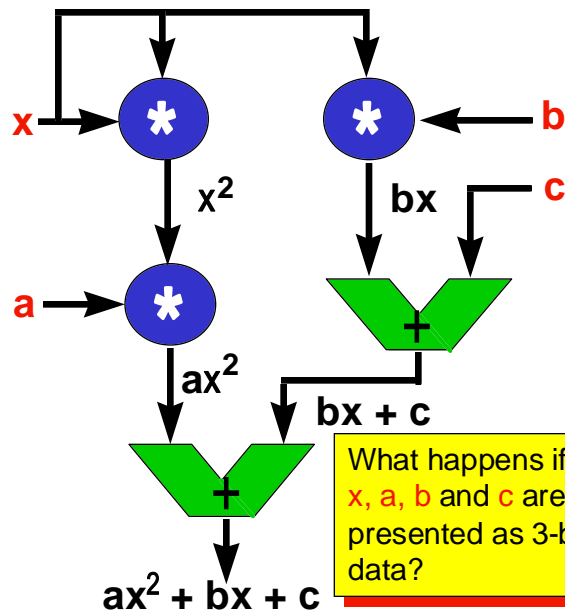 x
*
*
b
x²
bx
c
a
*
+
ax²
bx + c
+
ax² + bx + c
What happens if
x, a, b and c are
presented as 3-b
data?